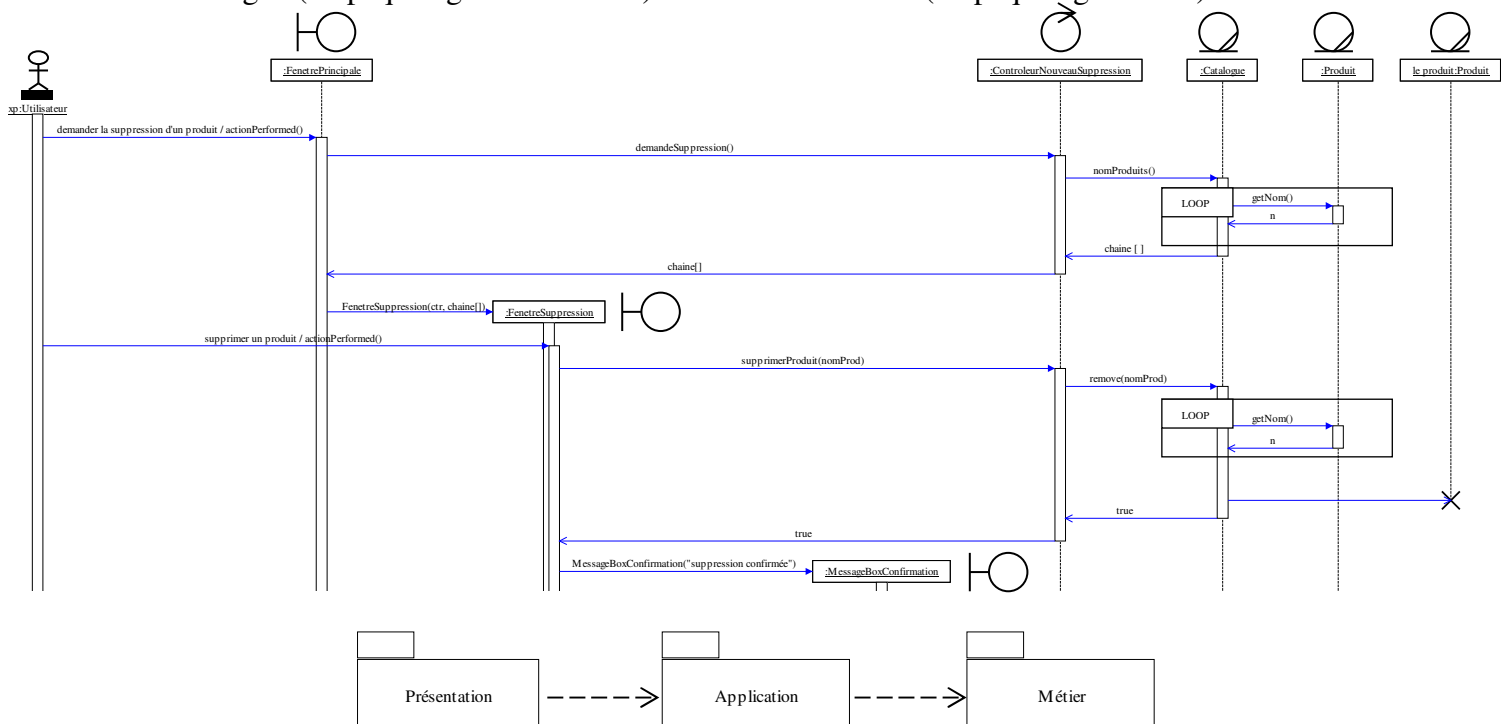 :FenetrePrincipale
:ControleurNouveauSuppression
:Catalogue
:Produit
le produit:Produit
xp:Utilisateur
demander la suppression d'un produit / actionPerformed()
demandeSuppression()
nomProduits()
LOOP
getNom()
n
chaine [ ]
chaine[]
FenetreSuppression(ctr, chaine[])
:FenetreSuppression
supprimer un produit / actionPerformed()
supprimerProduit(nomProd)
remove(nomProd)
LOOP
getNom()
n
true
true
MessageBoxConfirmation("suppression confirmée")
:MessageBoxConfirmation
Présentation
Application
Métier